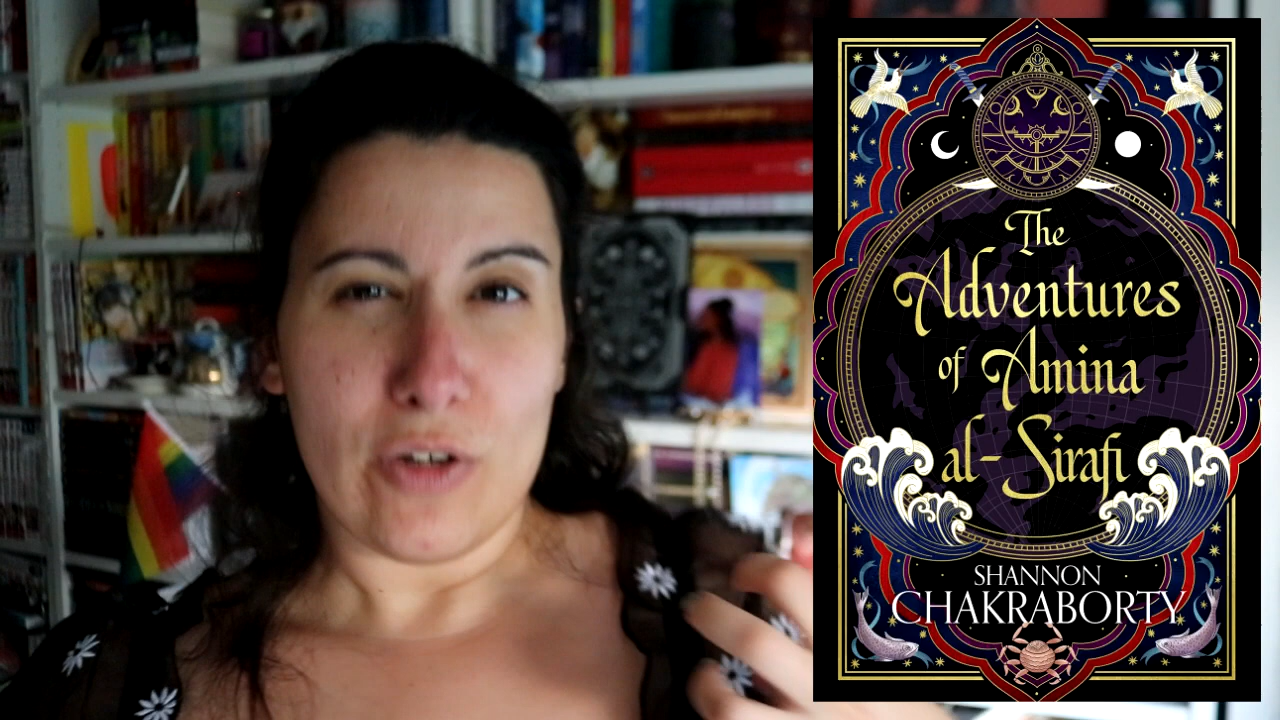 The
Adventures
of Amina
al-Sirafi
SHANNON
CHAKRABORTY